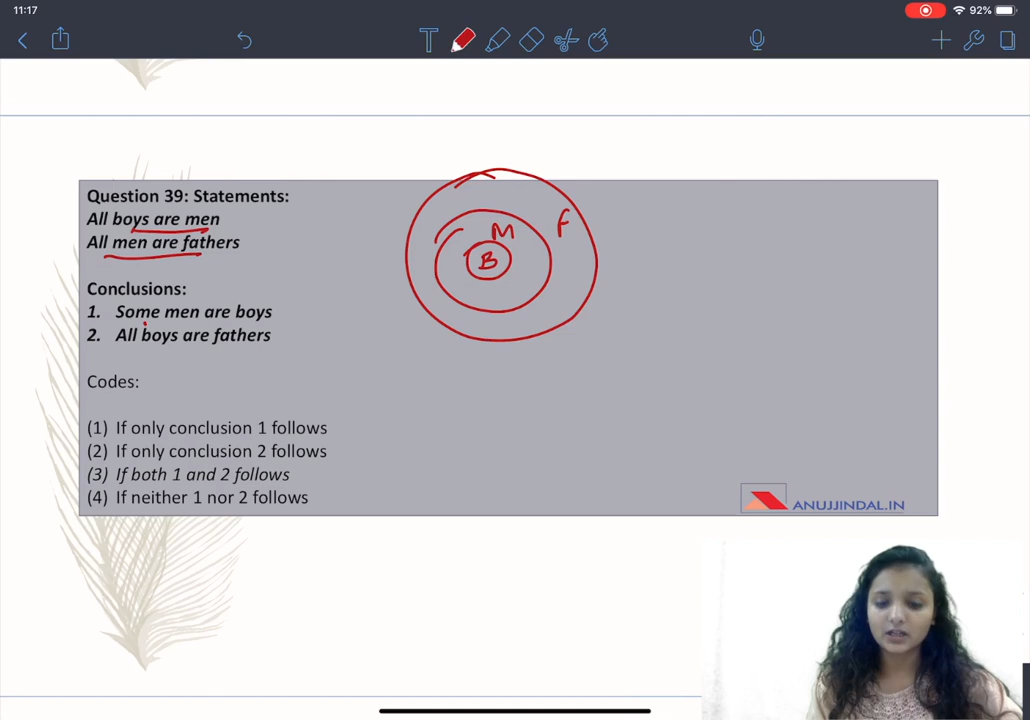 11:17
92%
T
Question 39: Statements:
All boys are men
All men are fathers
Conclusions:
1. Some men are boys
2. All boys are fathers
Codes:
(1) If only conclusion 1 follows
(2) If only conclusion 2 follows
(3) If both 1 and 2 follows
(4) If neither 1 nor 2 follows
F
M
B
ANUJJINDAL.IN